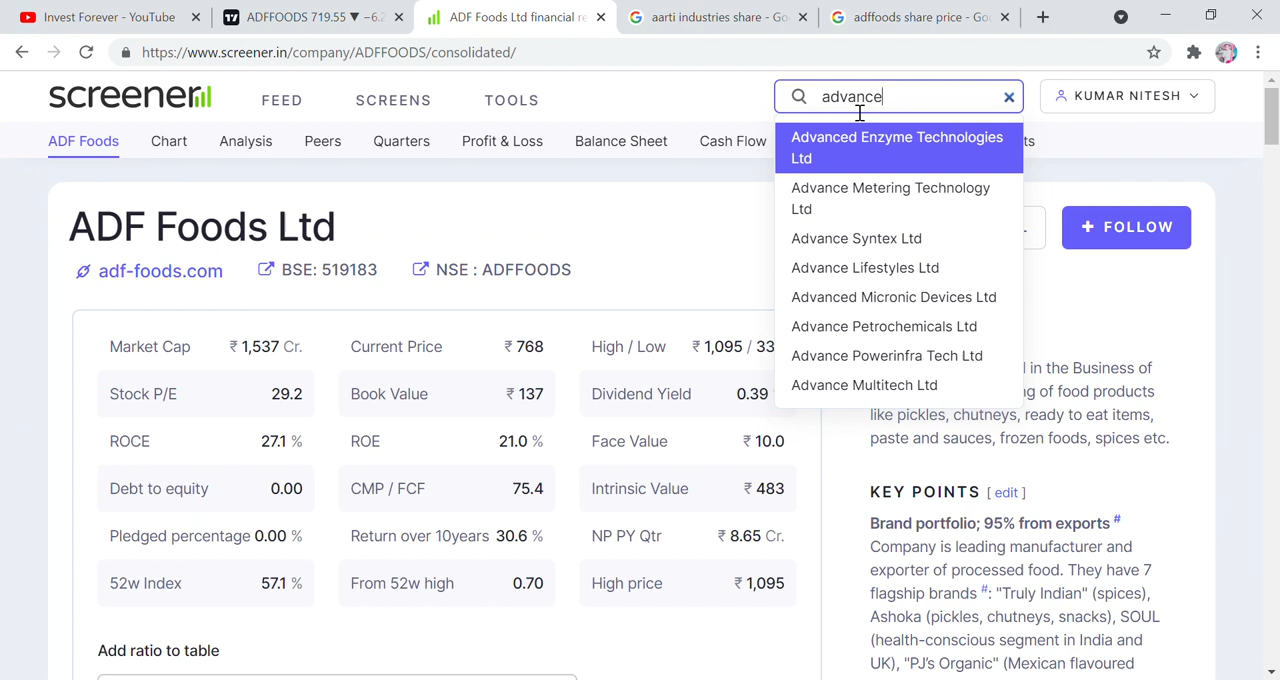 Invest Forever - YouTube
ADFFOODS 719.55 ▼ −6.2
ADF Foods Ltd financial re
aarti industries share - Go
adffoods share price - Go
https://www.screener.in/company/ADFFOODS/consolidated/
screener
FEED
SCREENS
TOOLS
advance
KUMAR NITESH
ADF Foods
Chart
Analysis
Peers
Quarters
Profit & Loss
Balance Sheet
Cash Flow
ts
Advanced Enzyme Technologies
Ltd
Advance Metering Technology
Ltd
Advance Syntex Ltd
Advance Lifestyles Ltd
Advanced Micronic Devices Ltd
Advance Petrochemicals Ltd
Advance Powerinfra Tech Ltd
Advance Multitech Ltd
ADF Foods Ltd
+ FOLLOW
adf-foods.com
BSE: 519183
NSE : ADFFOODS
Market Cap ₹ 1,537 Cr.
Current Price ₹ 768
High / Low ₹ 1,095 / 33
Stock P/E 29.2
Book Value ₹ 137
Dividend Yield 0.39
ROCE 27.1 %
ROE 21.0 %
Face Value ₹ 10.0
Debt to equity 0.00
CMP / FCF 75.4
Intrinsic Value ₹ 483
Pledged percentage 0.00 %
Return over 10years 30.6 %
NP PY Qtr ₹ 8.65 Cr.
52w Index 57.1 %
From 52w high 0.70
High price ₹ 1,095
Add ratio to table
in the Business of
ng of food products
like pickles, chutneys, ready to eat items,
paste and sauces, frozen foods, spices etc.
KEY POINTS [ edit ]
Brand portfolio; 95% from exports #
Company is leading manufacturer and
exporter of processed food. They have 7
flagship brands #: "Truly Indian" (spices),
Ashoka (pickles, chutneys, snacks), SOUL
(health-conscious segment in India and
UK), "PJ's Organic" (Mexican flavoured